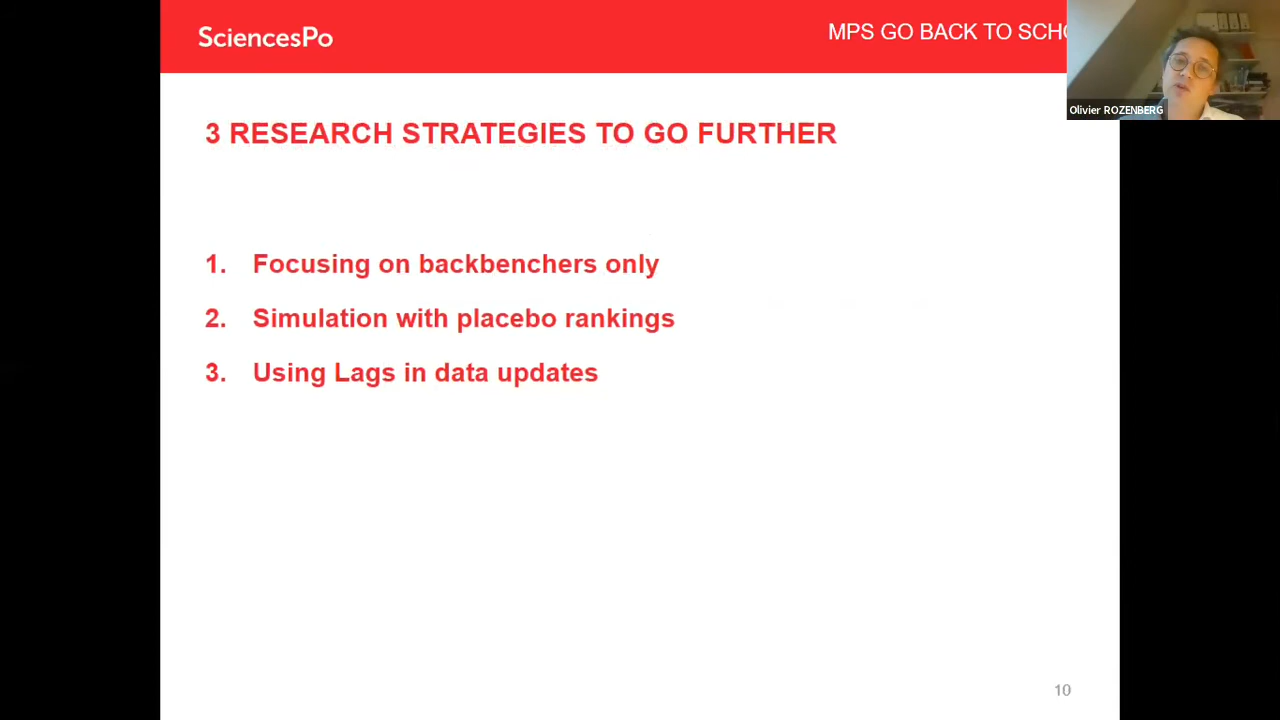 SciencesPo
MPS GO BACK TO
Olivier ROZENBERG
3 RESEARCH STRATEGIES TO GO FURTHER
1. Focusing on backbenchers only
2. Simulation with placebo rankings
3. Using Lags in data updates
10